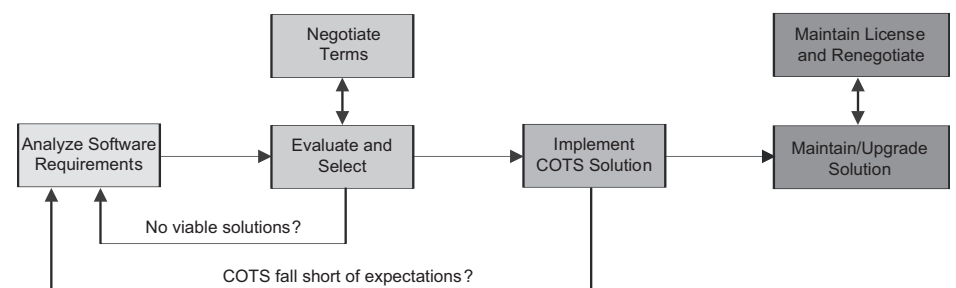 Negotiate
Terms
Maintain License
and Renegotiate
Analyze Software
Requirements
Evaluate and
Select
Implement
COTS Solution
Maintain/Upgrade
Solution
No viable solutions?
COTS fall short of expectations?